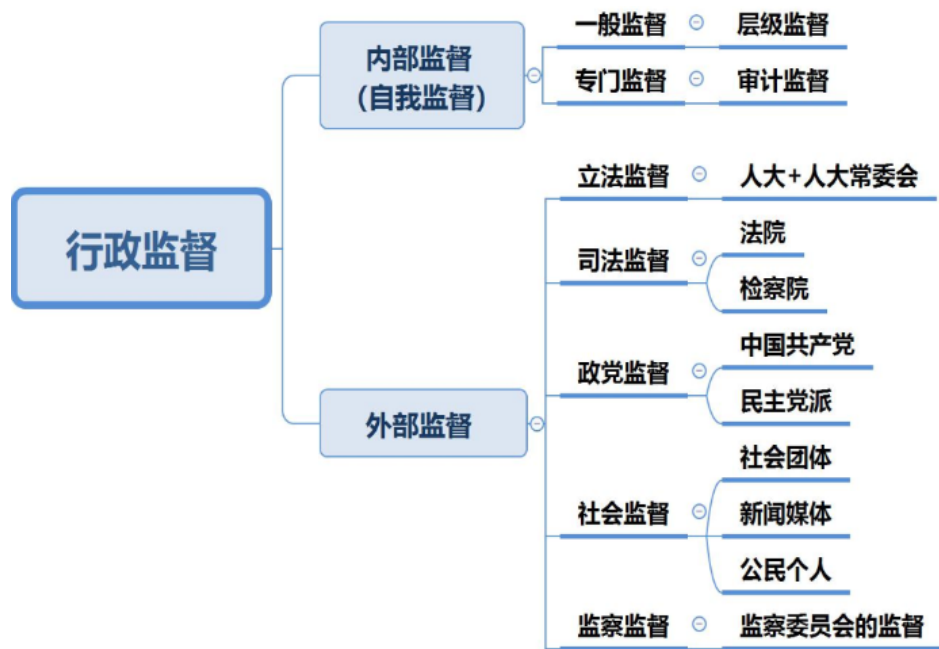 行政监督
内部监督
（自我监督）
一般监督
层级监督
专门监督
审计监督
外部监督
立法监督
人大+人大常委会
司法监督
法院
检察院
政党监督
中国共产党
民主党派
社会监督
社会团体
新闻媒体
公民个人
监察监督
监察委员会的监督